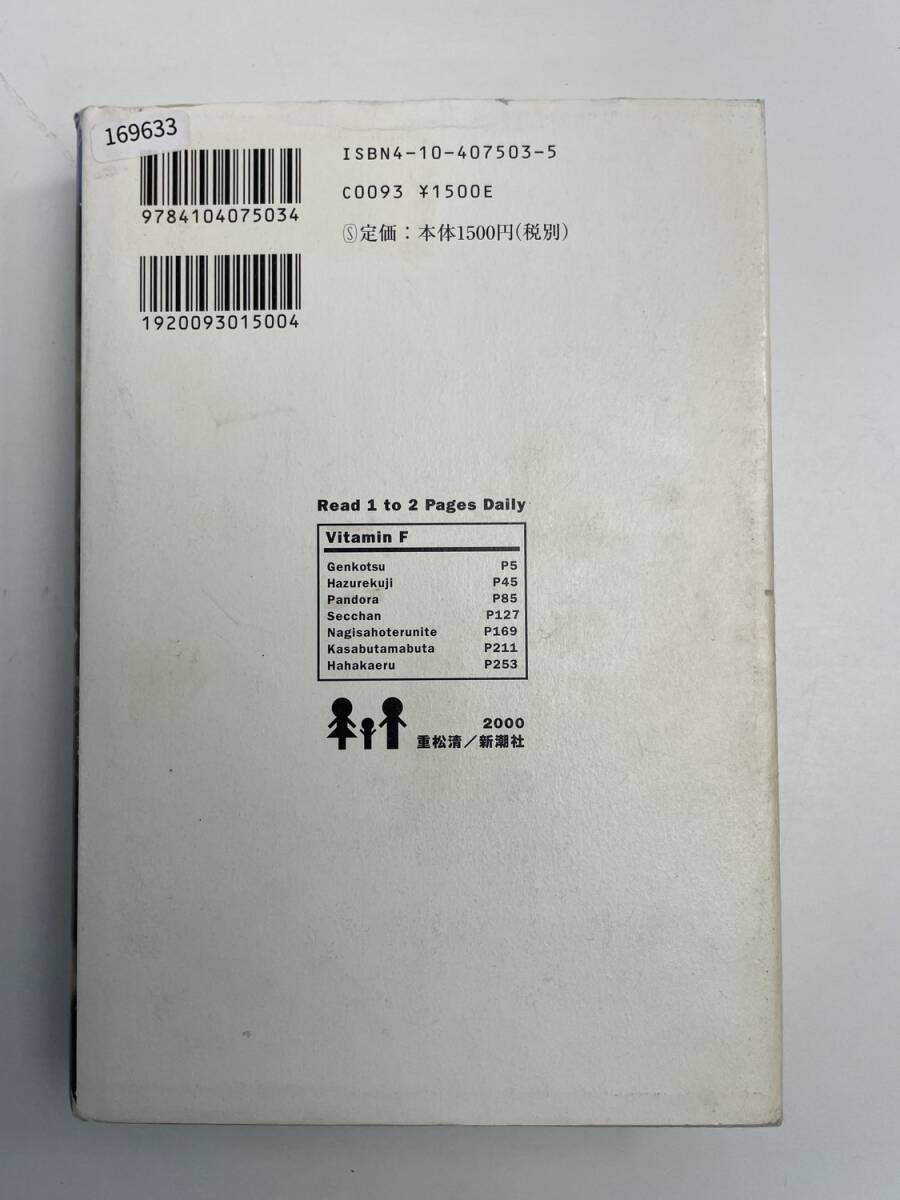 169633
ISBN4-10-407503-5
C0093 ¥1500E
Ⓢ定価：本体1500円(税別)
9784104075034
1920093015004
Read 1 to 2 Pages Daily
Vitamin F
Genkotsu P5
Hazurekuji P45
Pandora P85
Secchan P127
Nagisahoterunite P169
Kasabutamabuta P211
Hahakaeru P253
2000
重松清／新潮社